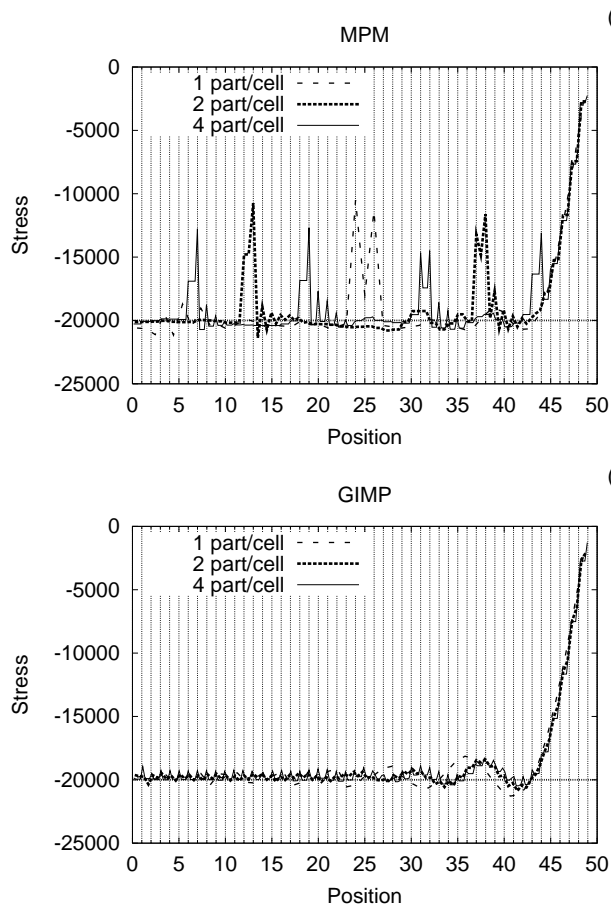 (
MPM
0
1 part/cell
2 part/cell
4 part/cell
-5000
-10000
-15000
-20000
-25000
Stress
0 5 10 15 20 25 30 35 40 45 50
Position
(
GIMP
0
1 part/cell
2 part/cell
4 part/cell
-5000
-10000
-15000
-20000
-25000
Stress
0 5 10 15 20 25 30 35 40 45 50
Position